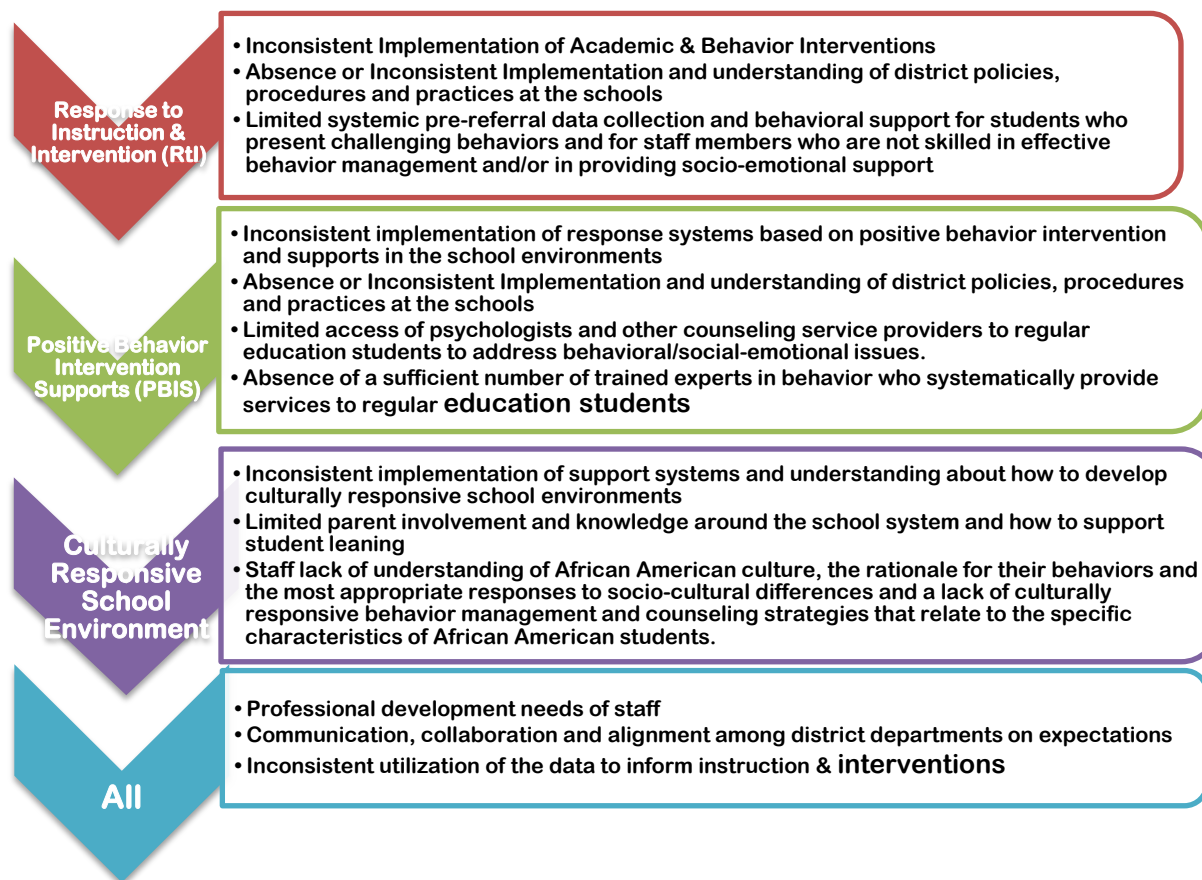 Response to
Instruction &
Intervention (RtI)
• Inconsistent Implementation of Academic & Behavior Interventions
• Absence or Inconsistent Implementation and understanding of district policies,
procedures and practices at the schools
• Limited systemic pre-referral data collection and behavioral support for students who
present challenging behaviors and for staff members who are not skilled in effective
behavior management and/or in providing socio-emotional support
Positive Behavior
Intervention
Supports (PBIS)
• Inconsistent implementation of response systems based on positive behavior intervention
and supports in the school environments
• Absence or Inconsistent Implementation and understanding of district policies, procedures
and practices at the schools
• Limited access of psychologists and other counseling service providers to regular
education students to address behavioral/social-emotional issues.
• Absence of a sufficient number of trained experts in behavior who systematically provide
services to regular education students
Culturally
Responsive
School
Environment
• Inconsistent implementation of support systems and understanding about how to develop
culturally responsive school environments
• Limited parent involvement and knowledge around the school system and how to support
student leaning
• Staff lack of understanding of African American culture, the rationale for their behaviors and
the most appropriate responses to socio-cultural differences and a lack of culturally
responsive behavior management and counseling strategies that relate to the specific
characteristics of African American students.
All
• Professional development needs of staff
• Communication, collaboration and alignment among district departments on expectations
• Inconsistent utilization of the data to inform instruction & interventions